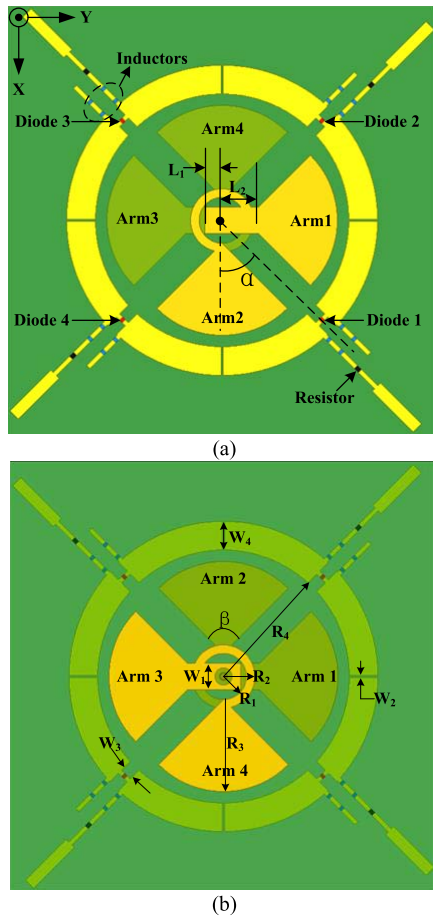 Y
X
Inductors
Diode 3
Diode 2
Arm4
L1
L2
Arm3
Arm1
α
Arm2
Diode 4
Diode 1
Resistor
(a)
W4
Arm 2
β
R4
Arm 3
W1
R2
Arm 1
R1
W2
R3
W3
Arm 4
(b)